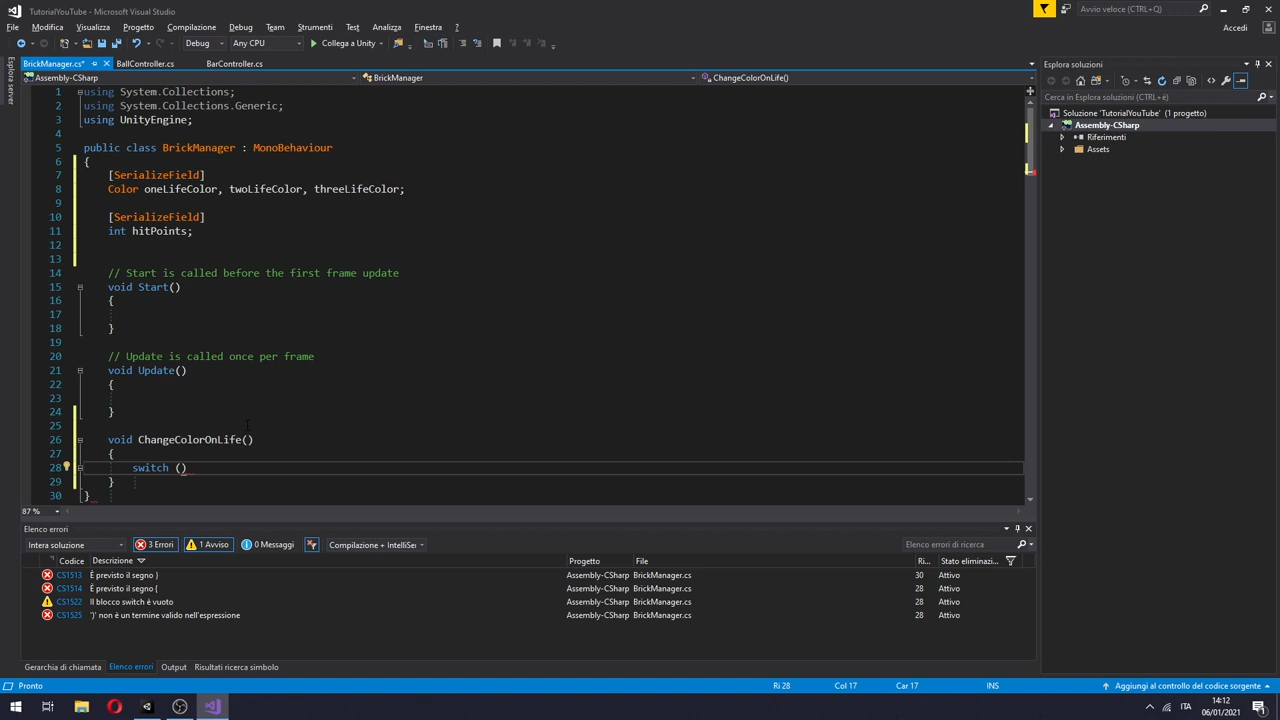 TutorialYouTube - Microsoft Visual Studio
Avvio veloce (CTRL+Q)
File Modifica Visualizza Progetto Compilazione Debug Team Strumenti Test Analizza Finestra ?
Accedi
Debug Any CPU Collega a Unity
Esplora server
BrickManager.cs* BallController.cs BarController.cs
Assembly-CSharp BrickManager ChangeColorOnLife()
1 using System.Collections;
2 using System.Collections.Generic;
3 using UnityEngine;
4
5 public class BrickManager : MonoBehaviour
6 {
7 [SerializeField]
8 Color oneLifeColor, twoLifeColor, threeLifeColor;
9
10 [SerializeField]
11 int hitPoints;
12
13
14 // Start is called before the first frame update
15 void Start()
16 {
17
18 }
19
20 // Update is called once per frame
21 void Update()
22 {
23
24 }
25
26 void ChangeColorOnLife()
27 {
28 switch ()
29 }
30 }
87 %
Esplora soluzioni
Cerca in Esplora soluzioni (CTRL+è)
Soluzione 'TutorialYouTube' (1 progetto)
Assembly-CSharp
Riferimenti
Assets
Elenco errori
Intera soluzione 3 Errori 1 Avviso 0 Messaggi Compilazione + IntelliSe Elenco errori di ricerca
Codice Descrizione Progetto File Ri... Stato eliminazi...
CS1513 È previsto il segno } Assembly-CSharp BrickManager.cs 30 Attivo
CS1514 È previsto il segno { Assembly-CSharp BrickManager.cs 28 Attivo
CS1522 Il blocco switch è vuoto Assembly-CSharp BrickManager.cs 28 Attivo
CS1525 ')' non è un termine valido nell'espressione Assembly-CSharp BrickManager.cs 28 Attivo
Gerarchia di chiamata Elenco errori Output Risultati ricerca simbolo
Pronto Ri 28 Col 17 Car 17 INS Aggiungi al controllo del codice sorgente
ITA
14:12
06/01/2021
1